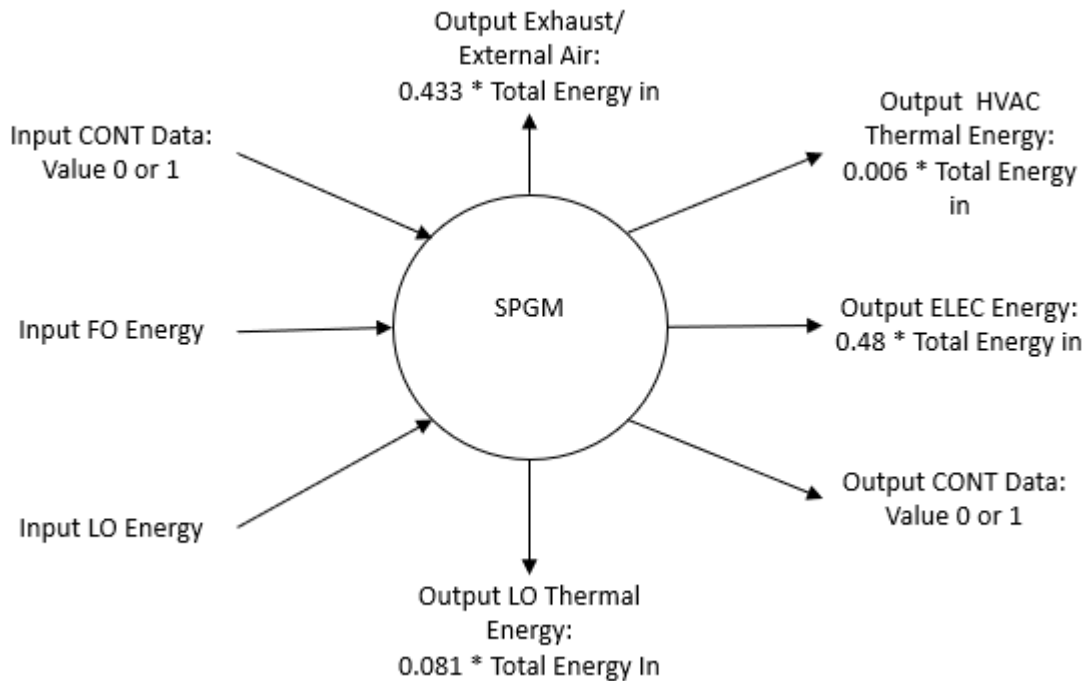 Output Exhaust/
External Air:
0.433 * Total Energy in
Input CONT Data:
Value 0 or 1
Output HVAC
Thermal Energy:
0.006 * Total Energy
in
SPGM
Input FO Energy
Output ELEC Energy:
0.48 * Total Energy in
Input LO Energy
Output CONT Data:
Value 0 or 1
Output LO Thermal
Energy:
0.081 * Total Energy In